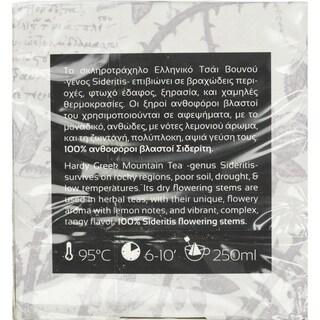 Το σκληροτράχηλο Ελληνικό Τσάι Βουνού
-γένος Sideritis- επιβιώνει σε βραχώδεις περι-
οχές, φτωχό έδαφος, ξηρασία, και χαμηλές
θερμοκρασίες. Οι ξηροί ανθοφόροι βλαστοί
του χρησιμοποιούνται σε αφεψήματα, με το
μοναδικό, ανθώδες, με νότες λεμονιού άρωμα,
και τη ζωντανή, πολύπλοκη, αψιά γεύση τους.
100% ανθοφόροι βλαστοί Σιδερίτη.
Hardy Greek Mountain Tea -genus Sideritis-
survives on rocky regions, poor soil, drought, &
low temperatures. Its dry flowering stems are
used in herbal teas, with their unique, flowery
aroma with lemon notes, and vibrant, complex,
tangy flavor. 100% Sideritis flowering stems.
95°C 6-10' 250ml